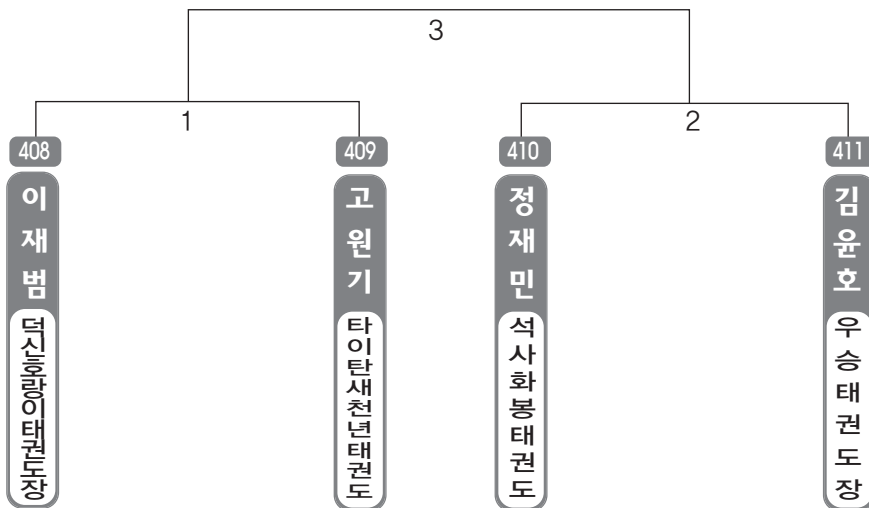 3
1
2
408
409
410
411
이재범
고원기
정재민
김윤호
덕신호랑이태권도장
타이탄새천년태권도
석사화봉태권도
우승태권도장